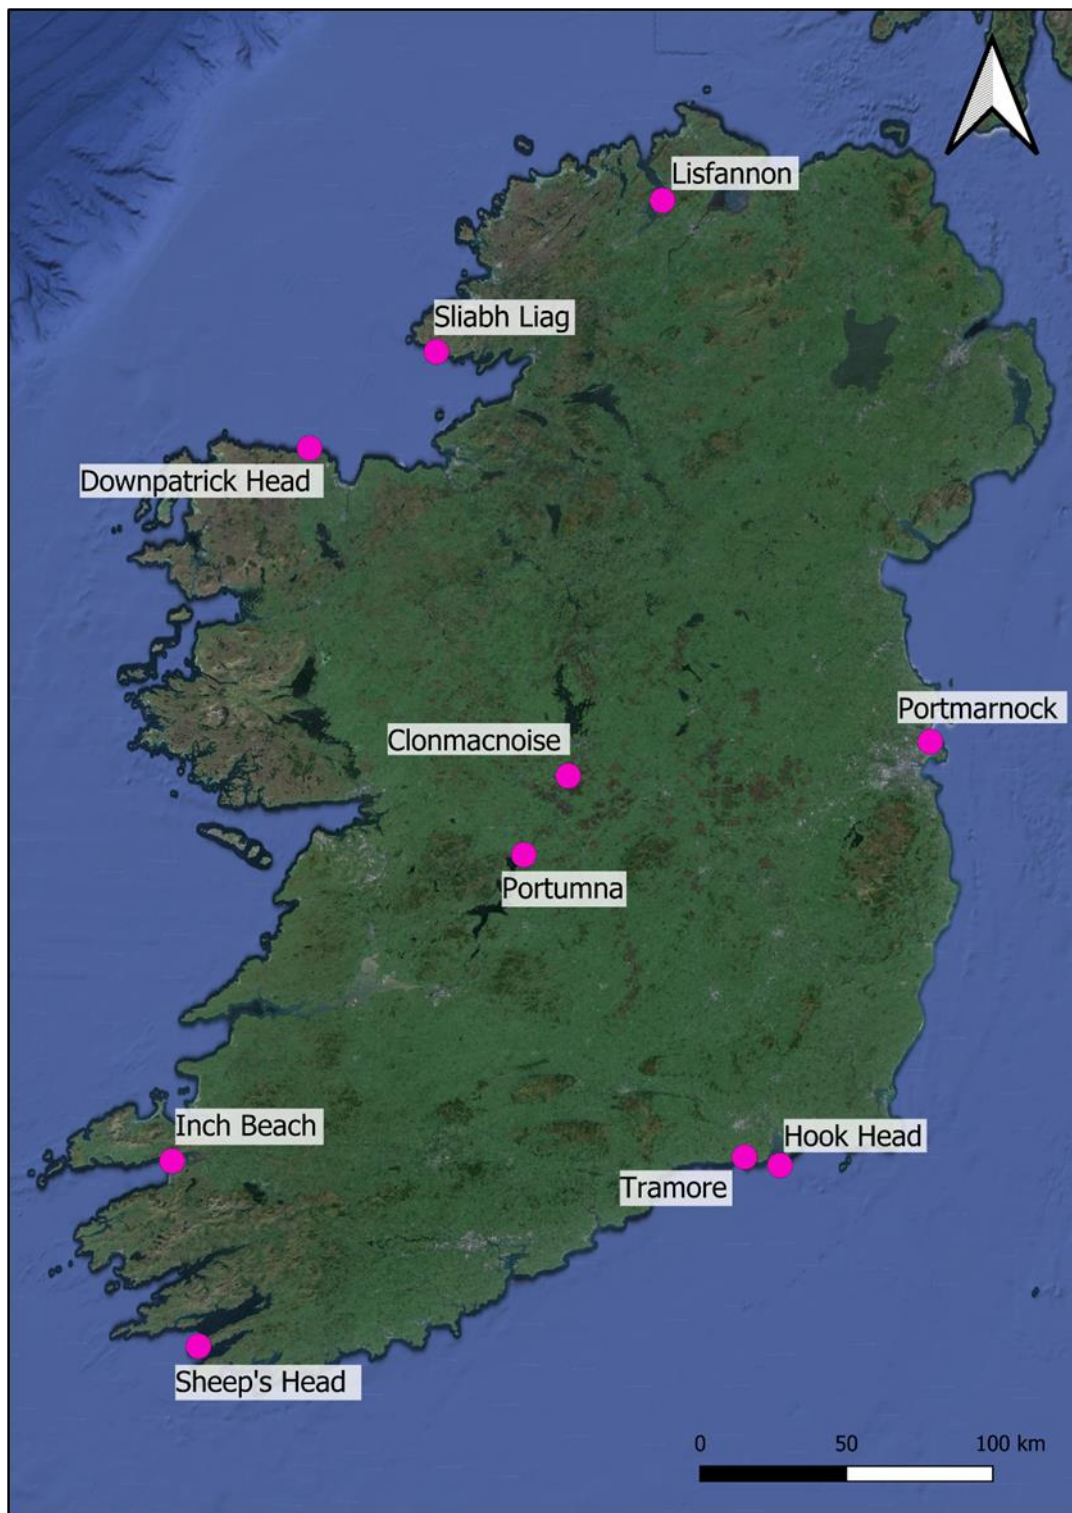 Lisfannon
Sliabh Liag
Downpatrick Head
Portmarnock
Clonmacnoise
Portumna
Inch Beach
Hook Head
Tramore
Sheep's Head
0 50 100 km